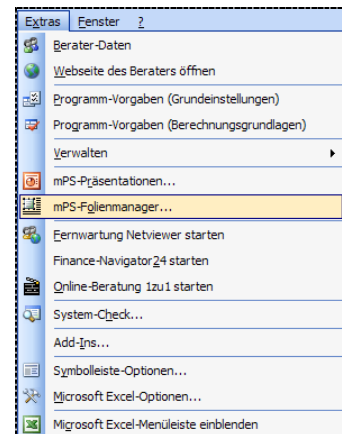 Extras Fenster ?
Berater-Daten
Webseite des Beraters öffnen
Programm-Vorgaben (Grundeinstellungen)
Programm-Vorgaben (Berechnungsgrundlagen)
Verwalten
mPS-Präsentationen...
mPS-Folienmanager...
Fernwartung Netviewer starten
Finance-Navigator24 starten
Online-Beratung 1zu1 starten
System-Check...
Add-Ins...
Symbolleiste-Optionen...
Microsoft Excel-Optionen...
Microsoft Excel-Menüleiste einblenden